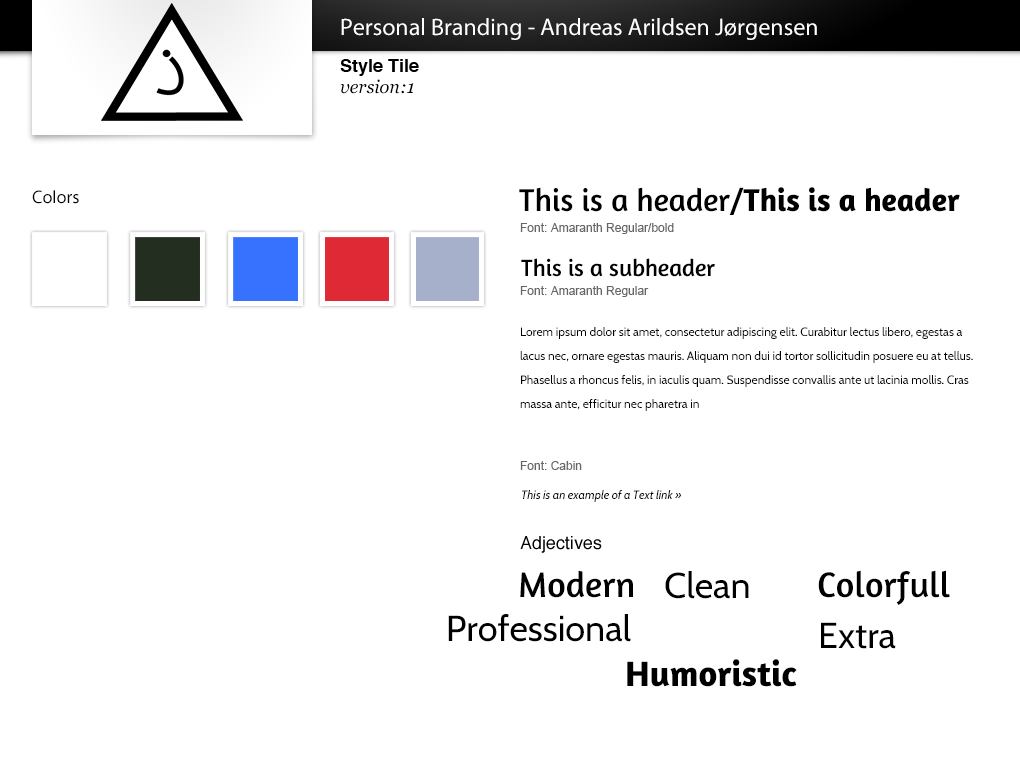 Personal Branding - Andreas Arildsen Jørgensen
Style Tile
version:1
Colors
This is a header/This is a header
Font: Amaranth Regular/bold
This is a subheader
Font: Amaranth Regular
Lorem ipsum dolor sit amet, consectetur adipiscing elit. Curabitur lectus libero, egestas a
lacus nec, ornare egestas mauris. Aliquam non dui id tortor sollicitudin posuere eu at tellus.
Phasellus a rhoncus felis, in iaculis quam. Suspendisse convallis ante ut lacinia mollis. Cras
massa ante, efficitur nec pharetra in
Font: Cabin
This is an example of a Text link »
Adjectives
Modern Clean Colorfull
Professional Extra
Humoristic